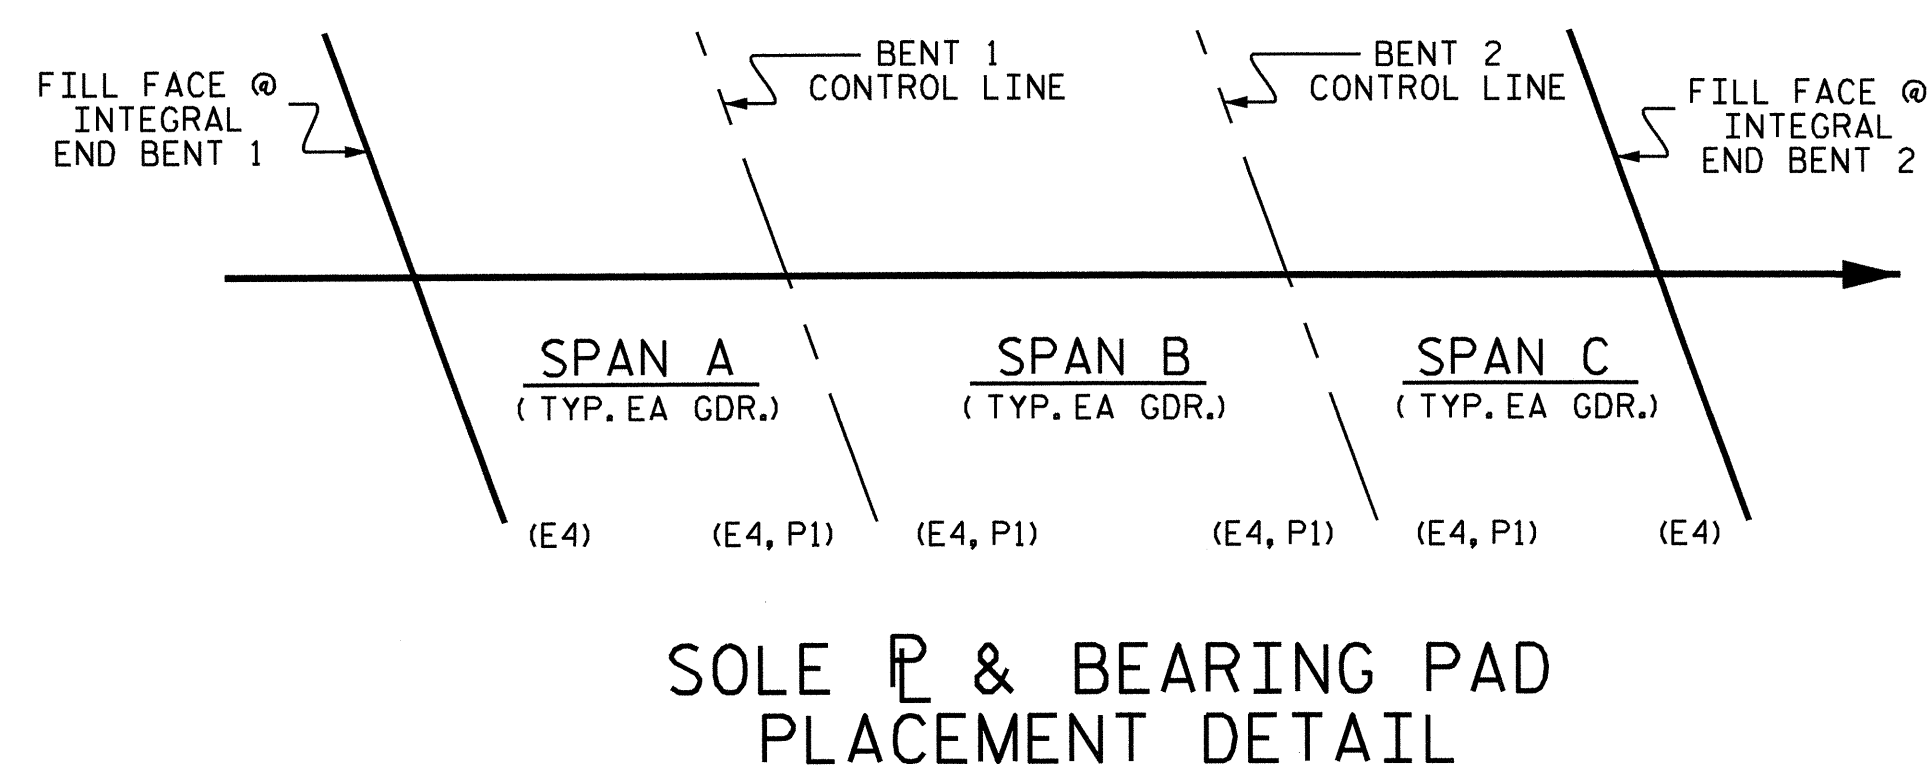 FILL FACE @
INTEGRAL
END BENT 1
BENT 1
CONTROL LINE
BENT 2
CONTROL LINE
FILL FACE @
INTEGRAL
END BENT 2
SPAN A
(TYP. EA GDR.)
SPAN B
(TYP. EA GDR.)
SPAN C
(TYP. EA GDR.)
(E4) (E4, P1) (E4, P1) (E4, P1) (E4, P1) (E4)
SOLE PL & BEARING PAD
PLACEMENT DETAIL